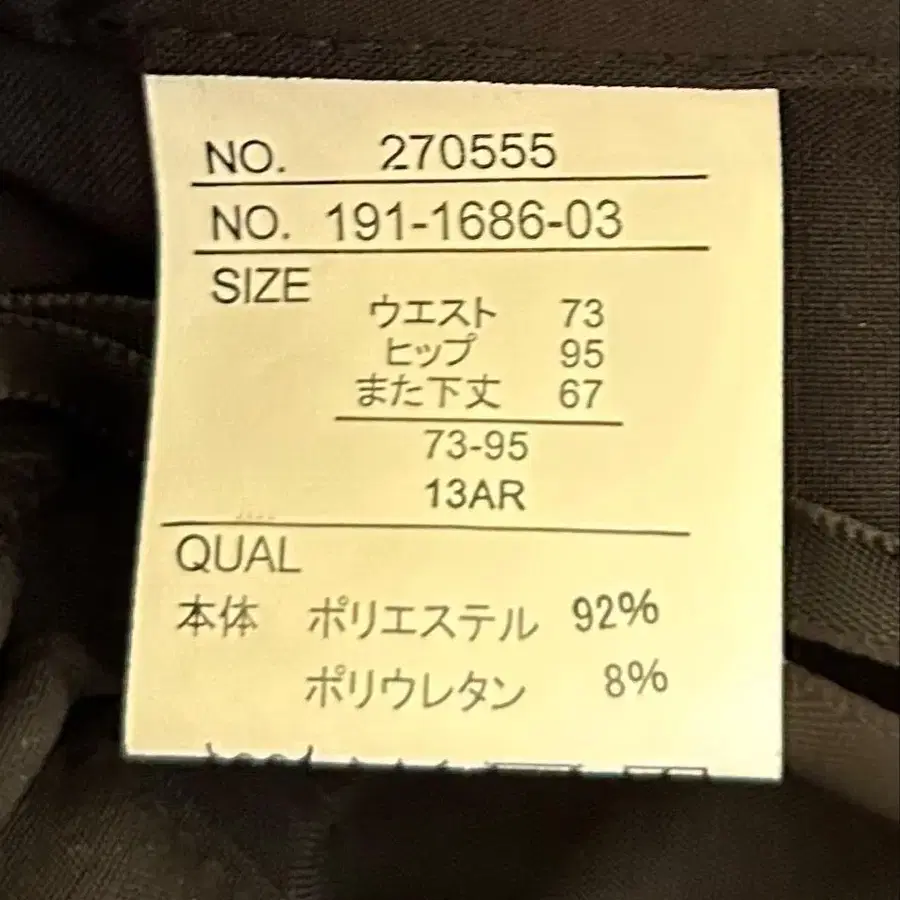 NO. 270555
NO. 191-1686-03
SIZE
ウエスト 73
ヒップ 95
また下丈 67
73-95
13AR
QUAL
本体 ポリエステル 92%
ポリウレタン 8%